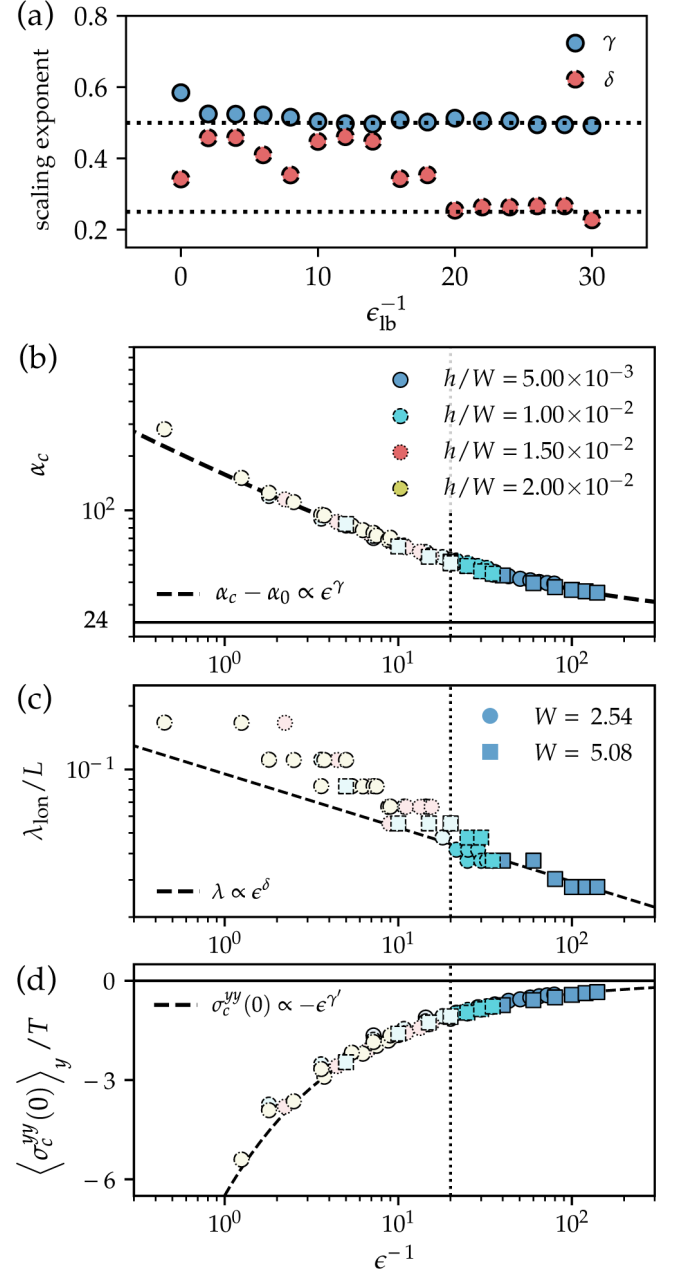 (a)
0.8
0.6
0.4
0.2
scaling exponent
γ
δ
0
10
20
30
ϵ_lb^−1
(b)
α_c
10^2
24
h/W = 5.00×10^−3
h/W = 1.00×10^−2
h/W = 1.50×10^−2
h/W = 2.00×10^−2
α_c − α_0 ∝ ϵ^γ
10^0
10^1
10^2
(c)
λ_lon/L
10^−1
W = 2.54
W = 5.08
λ ∝ ϵ^δ
10^0
10^1
10^2
(d)
⟨σ_c^yy(0)⟩_y / T
0
−3
−6
σ_c^yy(0) ∝ −ϵ^γ′
10^0
10^1
10^2
ϵ^−1